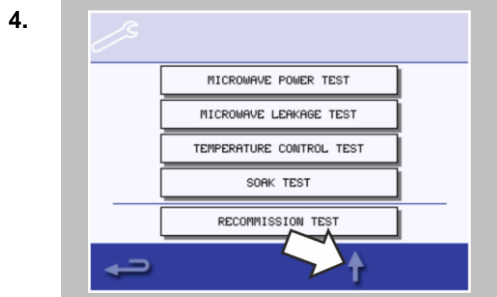 4.
MICROWAVE POWER TEST
MICROWAVE LEAKAGE TEST
TEMPERATURE CONTROL TEST
SOAK TEST
RECOMMISSION TEST